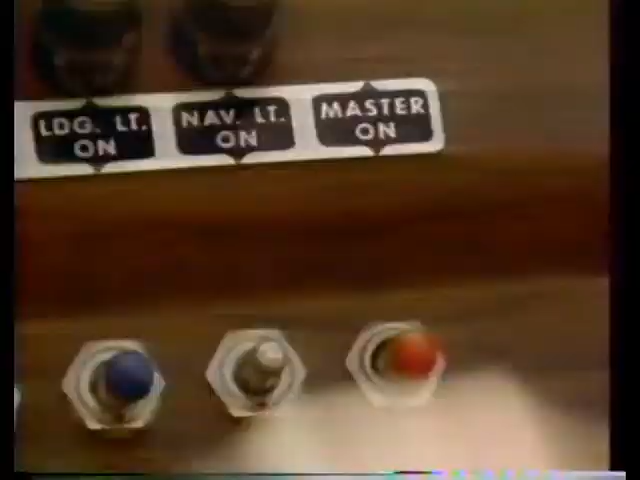 LDG. LT.
ON
NAV. LT.
ON
MASTER
ON